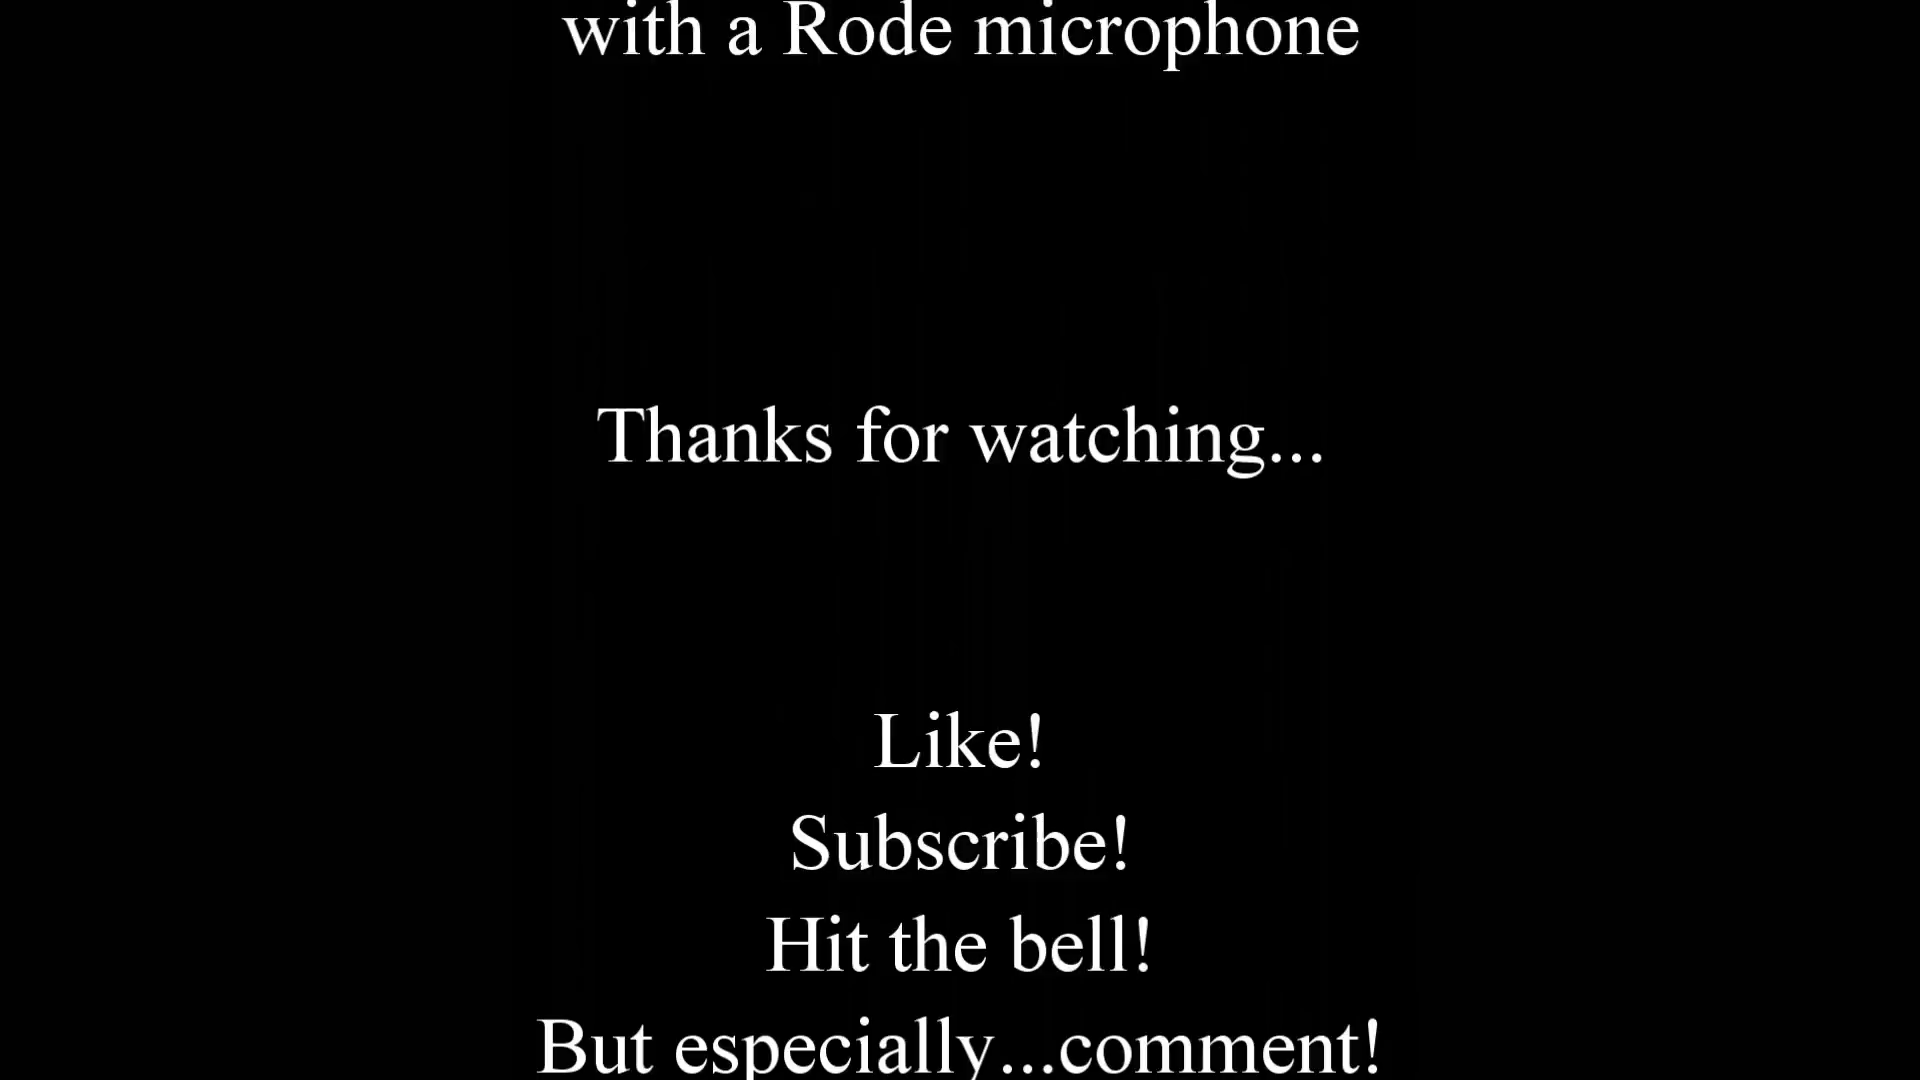 with a Rode microphone
Thanks for watching...
Like!
Subscribe!
Hit the bell!
But especially...comment!